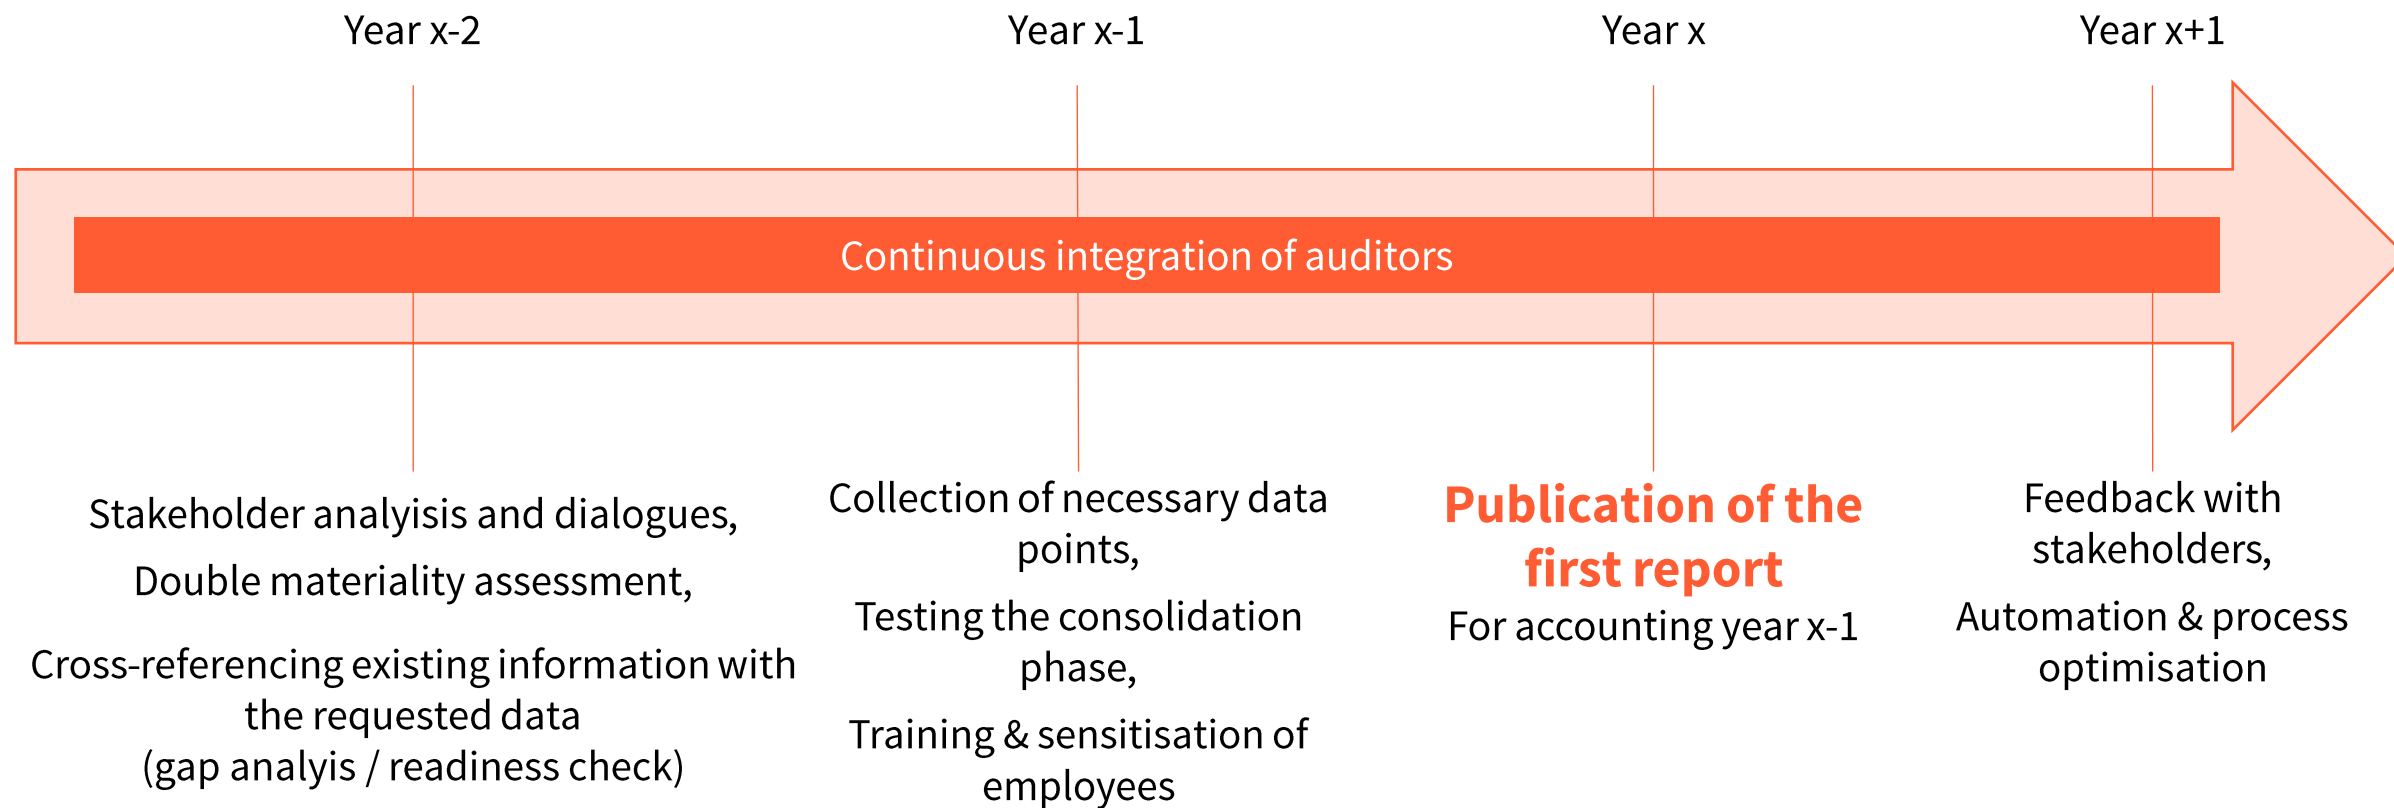 Year x-2
Year x-1
Year x
Year x+1
Continuous integration of auditors
Stakeholder analyisis and dialogues,
Double materiality assessment,
Cross-referencing existing information with
the requested data
(gap analyis / readiness check)
Collection of necessary data
points,
Testing the consolidation
phase,
Training & sensitisation of
employees
Publication of the
first report
For accounting year x-1
Feedback with
stakeholders,
Automation & process
optimisation